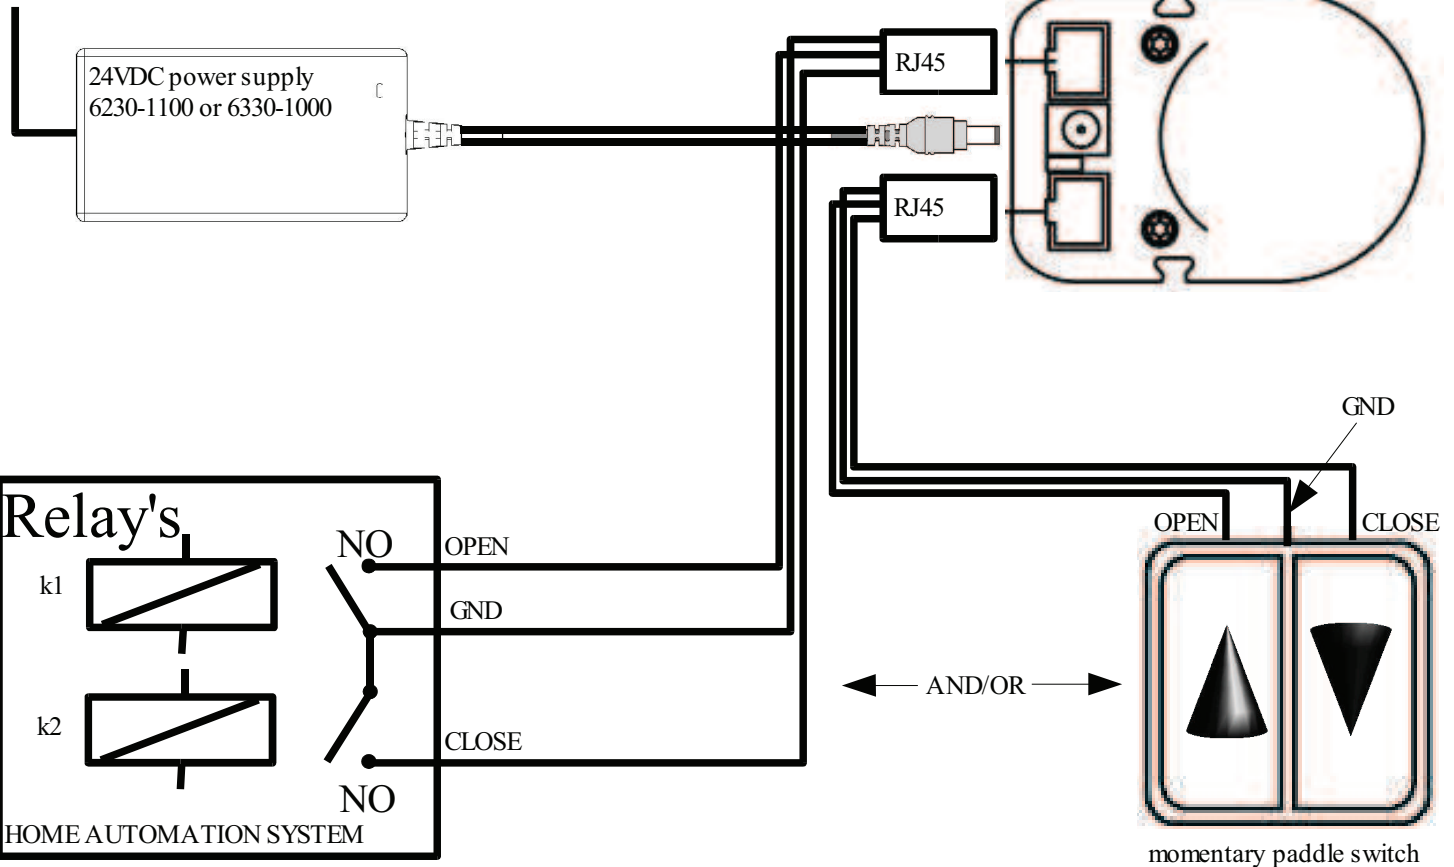 24VDC power supply
6230-1100 or 6330-1000
RJ45
RJ45
GND
OPEN
CLOSE
Relay's
k1
k2
NO
NO
OPEN
GND
CLOSE
HOME AUTOMATION SYSTEM
AND/OR
momentary paddle switch